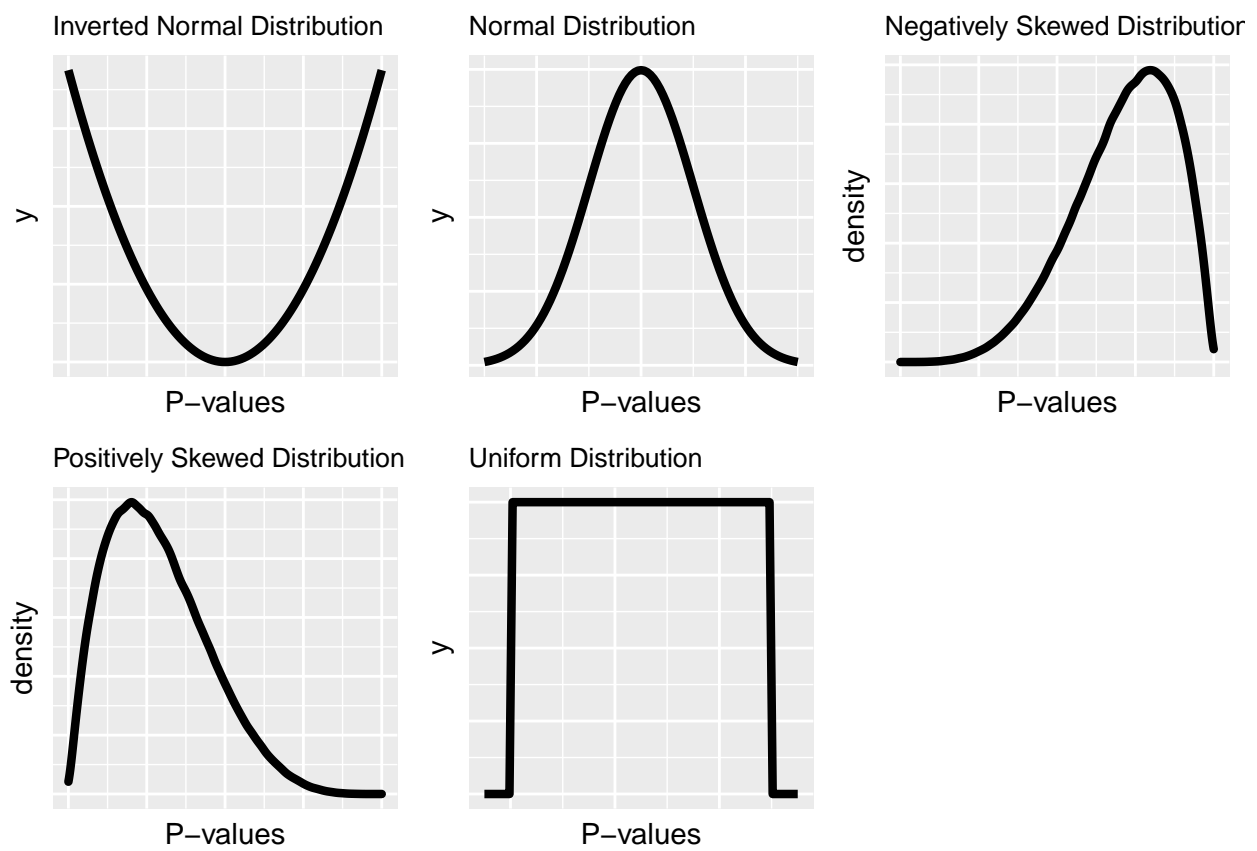 Inverted Normal Distribution
Normal Distribution
Negatively Skewed Distribution
y
y
density
P−values
P−values
P−values
Positively Skewed Distribution
Uniform Distribution
density
y
P−values
P−values